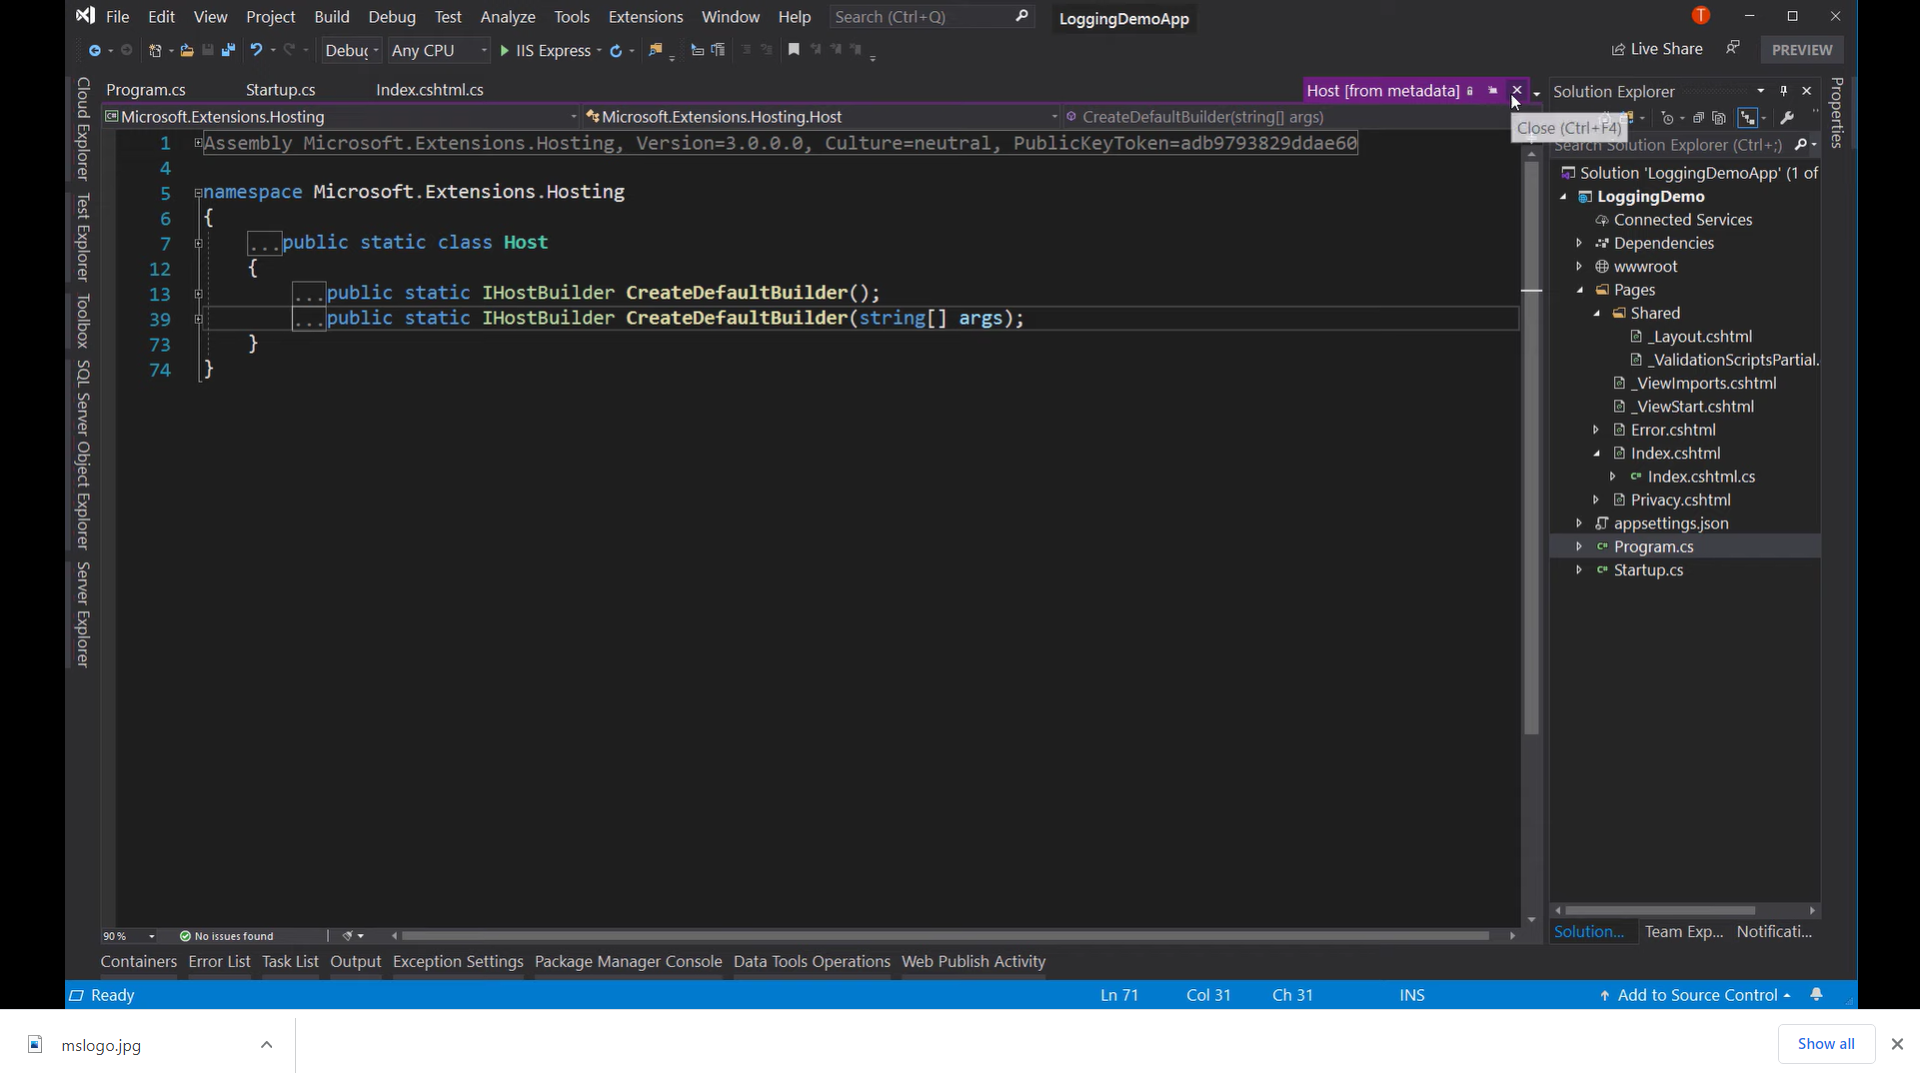 File Edit View Project Build Debug Test Analyze Tools Extensions Window Help Search (Ctrl+Q) LoggingDemoApp T
Debug Any CPU IIS Express Live Share PREVIEW
Program.cs Startup.cs Index.cshtml.cs Host [from metadata]
Microsoft.Extensions.Hosting Microsoft.Extensions.Hosting.Host CreateDefaultBuilder(string[] args)
Close (Ctrl+F4)
1 Assembly Microsoft.Extensions.Hosting, Version=3.0.0.0, Culture=neutral, PublicKeyToken=adb9793829ddae60
4
5 namespace Microsoft.Extensions.Hosting
6 {
7 ...public static class Host
12 {
13 ...public static IHostBuilder CreateDefaultBuilder();
39 ...public static IHostBuilder CreateDefaultBuilder(string[] args);
73 }
74 }
Cloud Explorer
Test Explorer
Toolbox
SQL Server Object Explorer
Server Explorer
Solution Explorer
Search Solution Explorer (Ctrl+;)
Solution 'LoggingDemoApp' (1 of
LoggingDemo
Connected Services
Dependencies
wwwroot
Pages
Shared
_Layout.cshtml
_ValidationScriptsPartial.
_ViewImports.cshtml
_ViewStart.cshtml
Error.cshtml
Index.cshtml
Index.cshtml.cs
Privacy.cshtml
appsettings.json
Program.cs
Startup.cs
Solution... Team Exp... Notificati...
Properties
90 % No issues found
Containers Error List Task List Output Exception Settings Package Manager Console Data Tools Operations Web Publish Activity
Ready Ln 71 Col 31 Ch 31 INS Add to Source Control
mslogo.jpg Show all